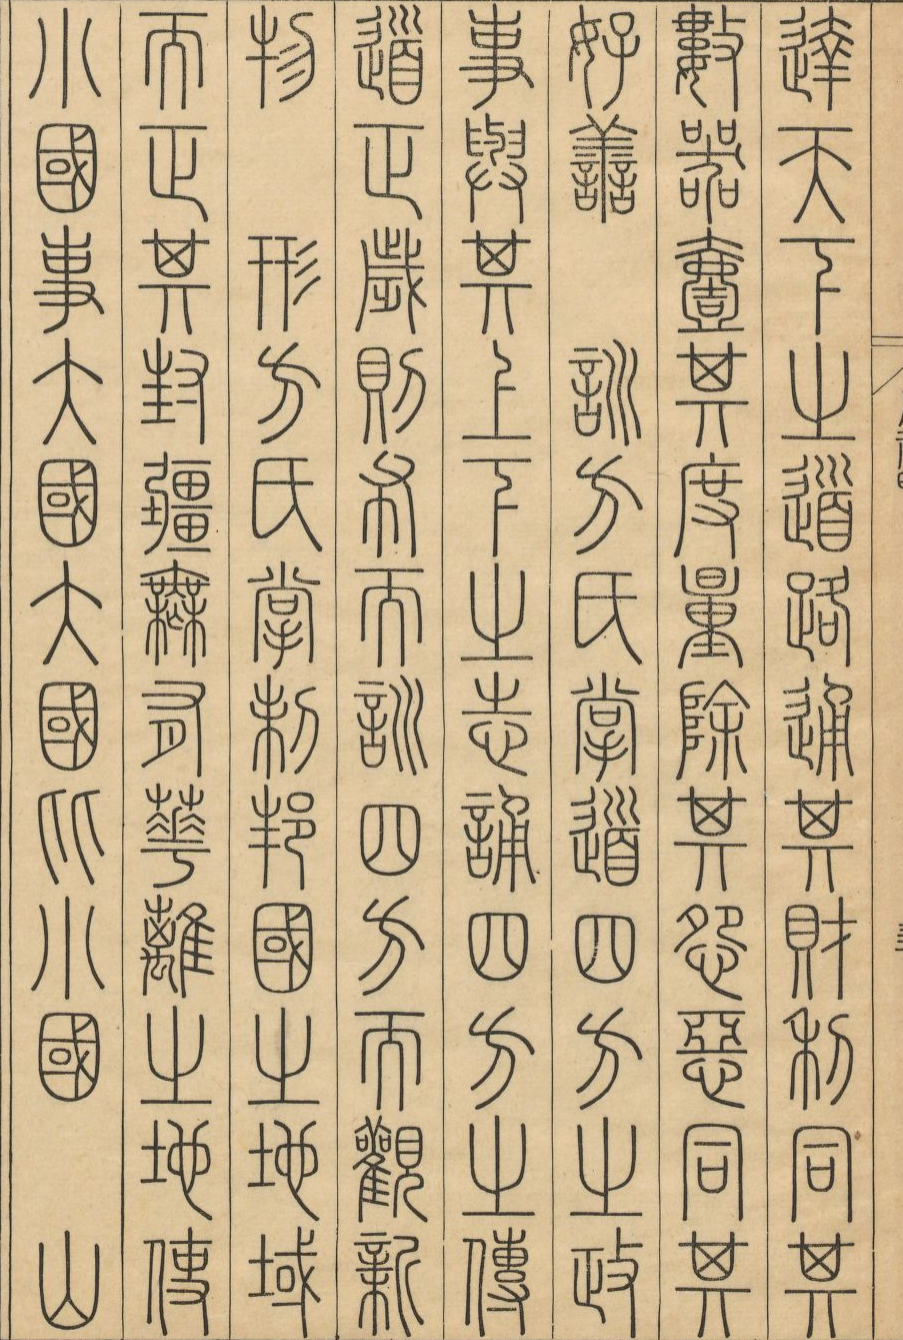 達天下之道路通其財利同其
數器壹其度量除其怨惡同其
好善　訓方氏掌道四方之政
事與其上下之志誦四方之傳
道正歲則布而訓四方而觀新
物　形方氏掌制邦國之地域
而正其封疆無有華離之地使
小國事大國大國比小國　山